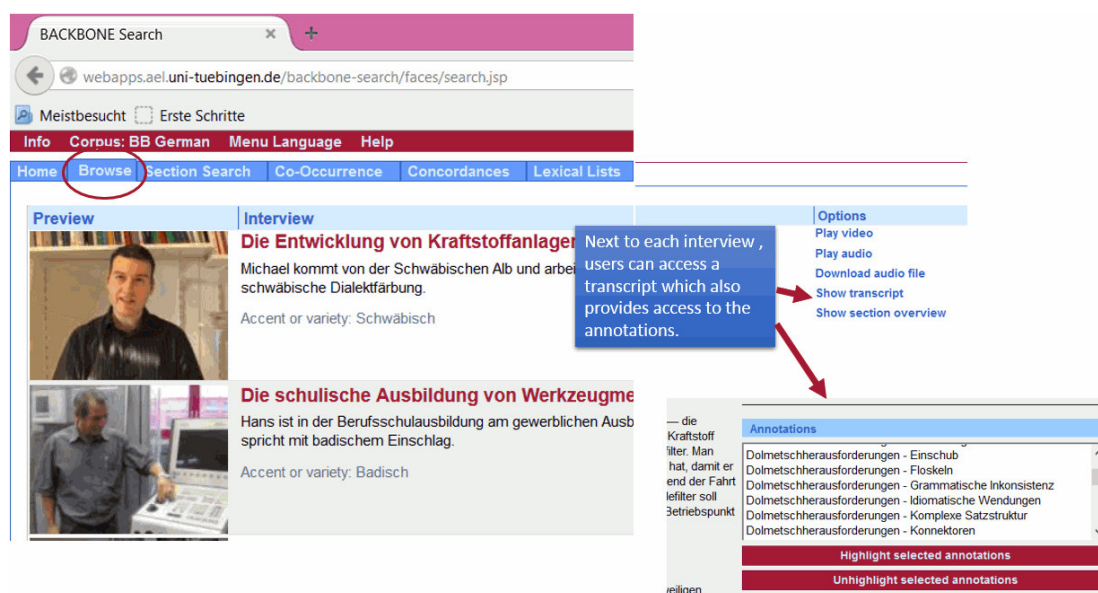 BACKBONE Search
webapps.ael.uni-tuebingen.de/backbone-search/faces/search.jsp
Meistbesucht Erste Schritte
Info Corpus: BB German Menu Language Help
Home Browse Section Search Co-Occurrence Concordances Lexical Lists
Preview Interview Options
Die Entwicklung von Kraftstoffanlagen
Michael kommt von der Schwäbischen Alb und arbei
schwäbische Dialektfärbung.
Accent or variety: Schwäbisch
Next to each interview ,
users can access a
transcript which also
provides access to the
annotations.
Play video
Play audio
Download audio file
Show transcript
Show section overview
Die schulische Ausbildung von Werkzeugme
Hans ist in der Berufsschulausbildung am gewerblichen Ausb
spricht mit badischem Einschlag.
Accent or variety: Badisch
— die
Kraftstoff
filter. Man
hat, damit er
end der Fahrt
lefilter soll
Betriebspunkt
veiligen
Annotations
Dolmetschherausforderungen - Einschub
Dolmetschherausforderungen - Floskeln
Dolmetschherausforderungen - Grammatische Inkonsistenz
Dolmetschherausforderungen - Idiomatische Wendungen
Dolmetschherausforderungen - Komplexe Satzstruktur
Dolmetschherausforderungen - Konnektoren
Highlight selected annotations
Unhighlight selected annotations